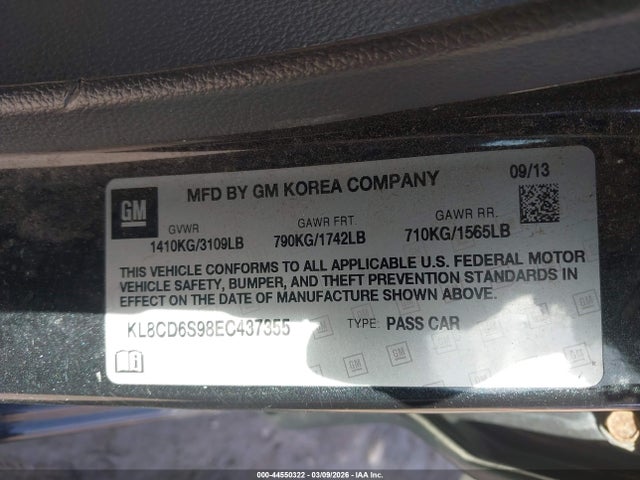 MFD BY GM KOREA COMPANY
09/13
GM
GVWR
1410KG/3109LB
GAWR FRT.
790KG/1742LB
GAWR RR.
710KG/1565LB
THIS VEHICLE CONFORMS TO ALL APPLICABLE U.S. FEDERAL MOTOR
VEHICLE SAFETY, BUMPER, AND THEFT PREVENTION STANDARDS IN
EFFECT ON THE DATE OF MANUFACTURE SHOWN ABOVE.
KL8CD6S98EC437355
TYPE: PASS CAR
000-44550322 - 03/09/2026 - IAA Inc.